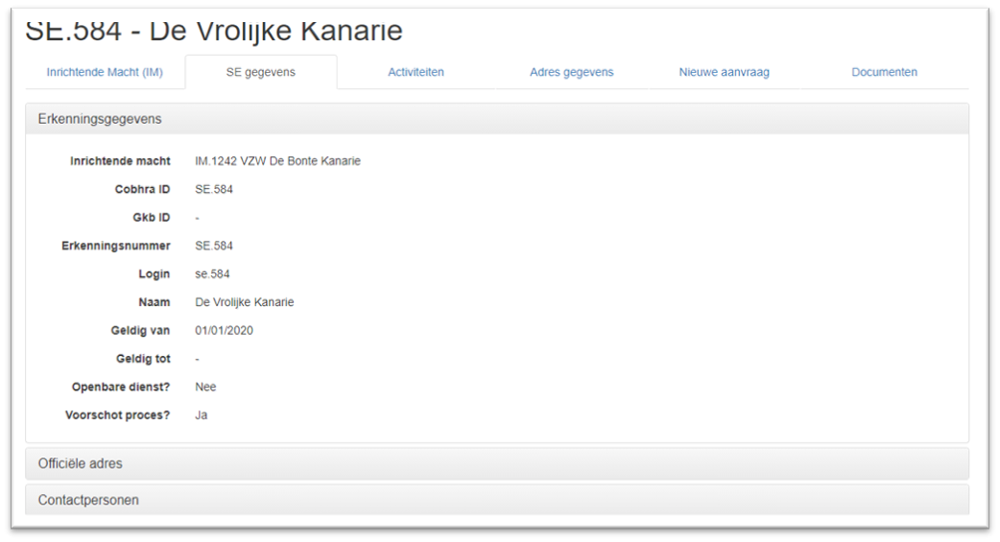 SE.584 - De Vrolijke Kanarie
Inrichtende Macht (IM) SE gegevens Activiteiten Adres gegevens Nieuwe aanvraag Documenten
Erkenningsgegevens
Inrichtende macht IM.1242 VZW De Bonte Kanarie
Cobhra ID SE.584
Gkb ID -
Erkenningsnummer SE.584
Login se.584
Naam De Vrolijke Kanarie
Geldig van 01/01/2020
Geldig tot -
Openbare dienst? Nee
Voorschot proces? Ja
Officiële adres
Contactpersonen